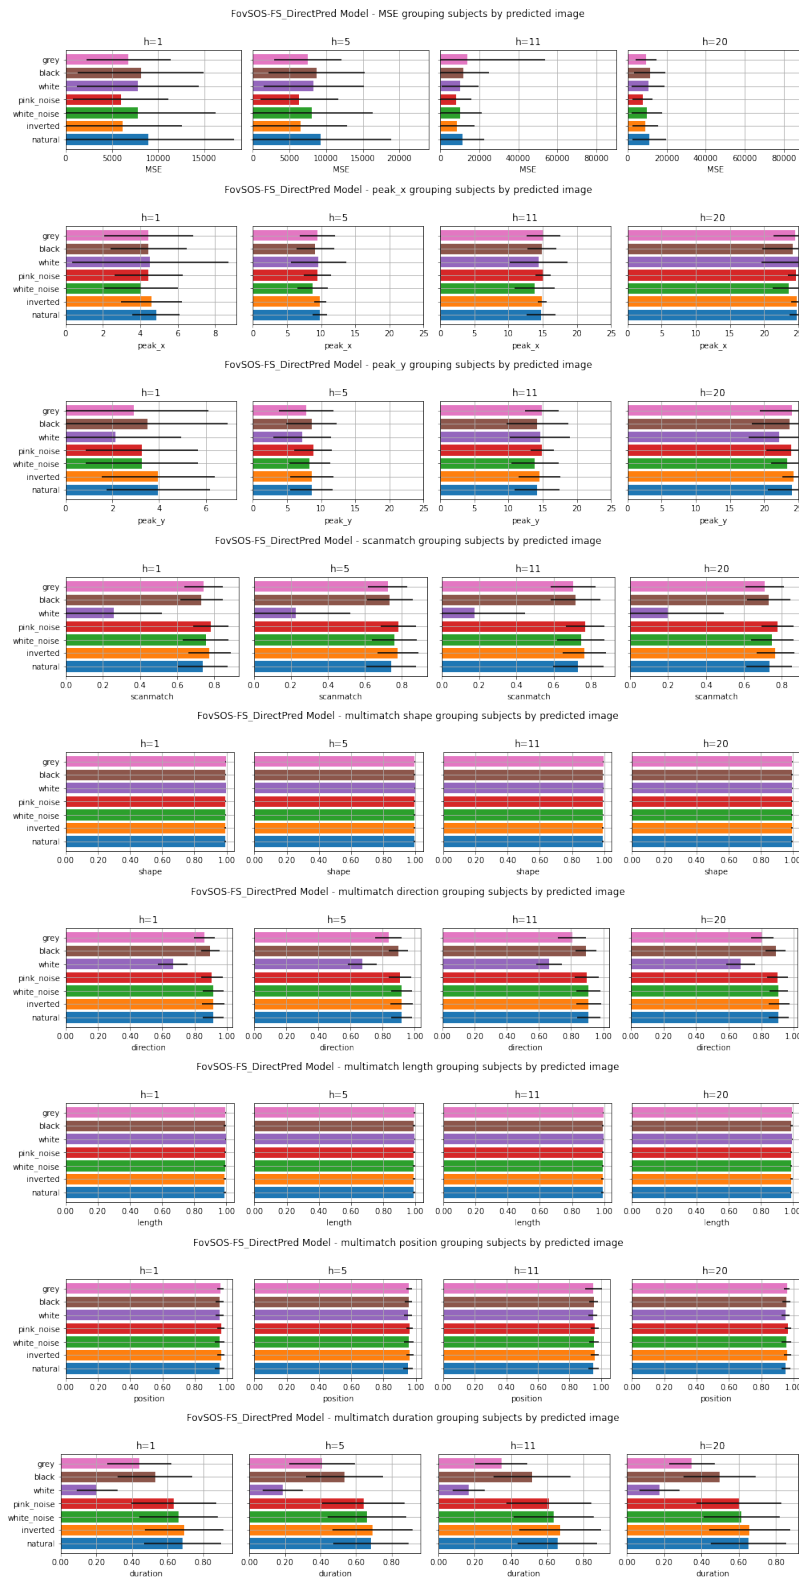 FovSOS-FS_DirectPred Model - MSE grouping subjects by predicted image
h=1 h=5 h=11 h=20
grey
black
white
pink_noise
white_noise
inverted
natural
0 5000 10000 15000 0 5000 10000 15000 20000 0 20000 40000 60000 80000 0 20000 40000 60000 80000
MSE MSE MSE MSE
FovSOS-FS_DirectPred Model - peak_x grouping subjects by predicted image
h=1 h=5 h=11 h=20
grey
black
white
pink_noise
white_noise
inverted
natural
0 2 4 6 8 0 5 10 15 20 25 0 5 10 15 20 25 0 5 10 15 20 25
peak_x peak_x peak_x peak_x
FovSOS-FS_DirectPred Model - peak_y grouping subjects by predicted image
h=1 h=5 h=11 h=20
grey
black
white
pink_noise
white_noise
inverted
natural
0 2 4 6 0 5 10 15 20 25 0 5 10 15 20 25 0 5 10 15 20 25
peak_y peak_y peak_y peak_y
FovSOS-FS_DirectPred Model - scanmatch grouping subjects by predicted image
h=1 h=5 h=11 h=20
grey
black
white
pink_noise
white_noise
inverted
natural
0.0 0.2 0.4 0.6 0.8 0.0 0.2 0.4 0.6 0.8 0.0 0.2 0.4 0.6 0.8 0.0 0.2 0.4 0.6 0.8
scanmatch scanmatch scanmatch scanmatch
FovSOS-FS_DirectPred Model - multimatch shape grouping subjects by predicted image
h=1 h=5 h=11 h=20
grey
black
white
pink_noise
white_noise
inverted
natural
0.00 0.20 0.40 0.60 0.80 1.00 0.00 0.20 0.40 0.60 0.80 1.00 0.00 0.20 0.40 0.60 0.80 1.00 0.00 0.20 0.40 0.60 0.80 1.00
shape shape shape shape
FovSOS-FS_DirectPred Model - multimatch direction grouping subjects by predicted image
h=1 h=5 h=11 h=20
grey
black
white
pink_noise
white_noise
inverted
natural
0.00 0.20 0.40 0.60 0.80 1.00 0.00 0.20 0.40 0.60 0.80 1.00 0.00 0.20 0.40 0.60 0.80 1.00 0.00 0.20 0.40 0.60 0.80 1.00
direction direction direction direction
FovSOS-FS_DirectPred Model - multimatch length grouping subjects by predicted image
h=1 h=5 h=11 h=20
grey
black
white
pink_noise
white_noise
inverted
natural
0.00 0.20 0.40 0.60 0.80 1.00 0.00 0.20 0.40 0.60 0.80 1.00 0.00 0.20 0.40 0.60 0.80 1.00 0.00 0.20 0.40 0.60 0.80 1.00
length length length length
FovSOS-FS_DirectPred Model - multimatch position grouping subjects by predicted image
h=1 h=5 h=11 h=20
grey
black
white
pink_noise
white_noise
inverted
natural
0.00 0.20 0.40 0.60 0.80 1.00 0.00 0.20 0.40 0.60 0.80 1.00 0.00 0.20 0.40 0.60 0.80 1.00 0.00 0.20 0.40 0.60 0.80 1.00
position position position position
FovSOS-FS_DirectPred Model - multimatch duration grouping subjects by predicted image
h=1 h=5 h=11 h=20
grey
black
white
pink_noise
white_noise
inverted
natural
0.00 0.20 0.40 0.60 0.80 0.00 0.20 0.40 0.60 0.80 0.00 0.20 0.40 0.60 0.80 0.00 0.20 0.40 0.60 0.80
duration duration duration duration